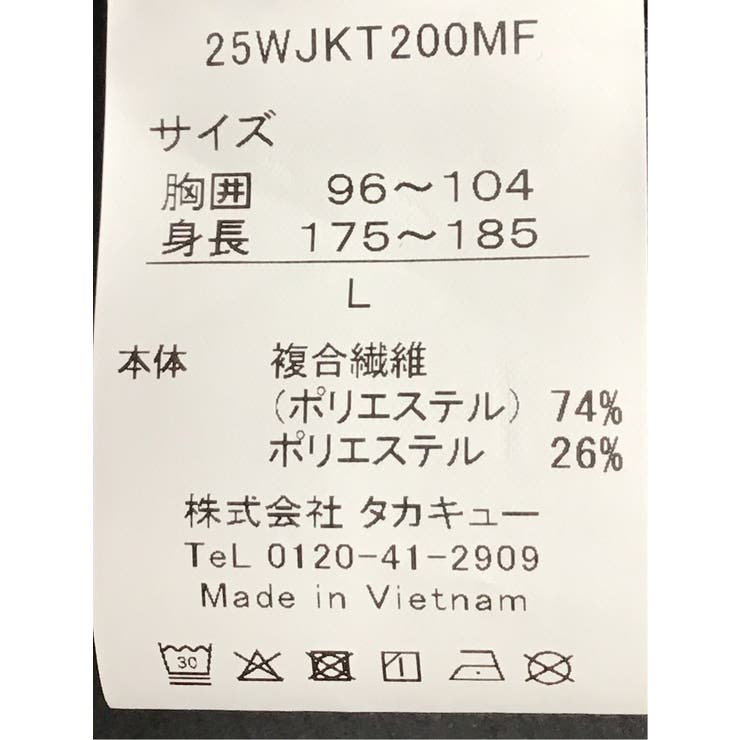 25WJKT200MF
サイズ
胸囲 96～104
身長 175～185
L
本体 複合繊維
(ポリエステル) 74%
ポリエステル 26%
株式会社 タカキュー
TeL 0120-41-2909
Made in Vietnam
30